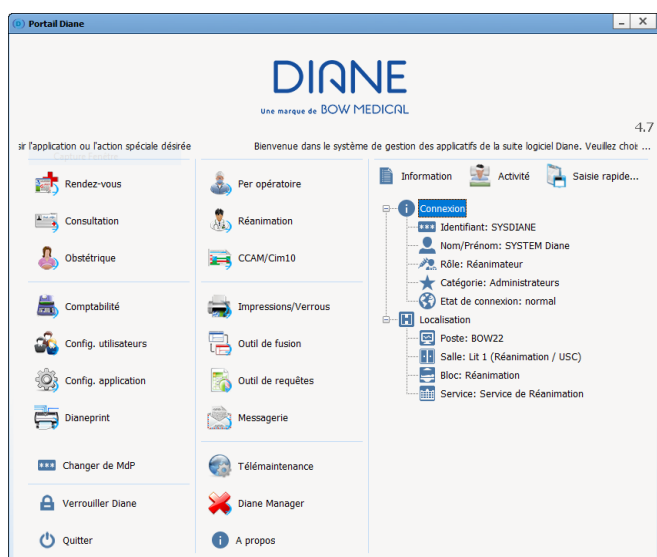 Portail Diane
DIANE
Une marque de BOW MEDICAL
4.7
sir l'application ou l'action spéciale désirée
Bienvenue dans le système de gestion des applicatifs de la suite logiciel Diane. Veuillez choi ...
Capture Fenêtre
Rendez-vous
Consultation
Obstétrique
Comptabilité
Config. utilisateurs
Config. application
Dianeprint
Changer de MdP
Verrouiller Diane
Quitter
Per opératoire
Réanimation
CCAM/Cim10
Impressions/Verrous
Outil de fusion
Outil de requêtes
Messagerie
Télémaintenance
Diane Manager
A propos
Information
Activité
Saisie rapide...
Connexion
Identifiant: SYSDIANE
Nom/Prénom: SYSTEM Diane
Rôle: Réanimateur
Catégorie: Administrateurs
Etat de connexion: normal
Localisation
Poste: BOW22
Salle: Lit 1 (Réanimation / USC)
Bloc: Réanimation
Service: Service de Réanimation